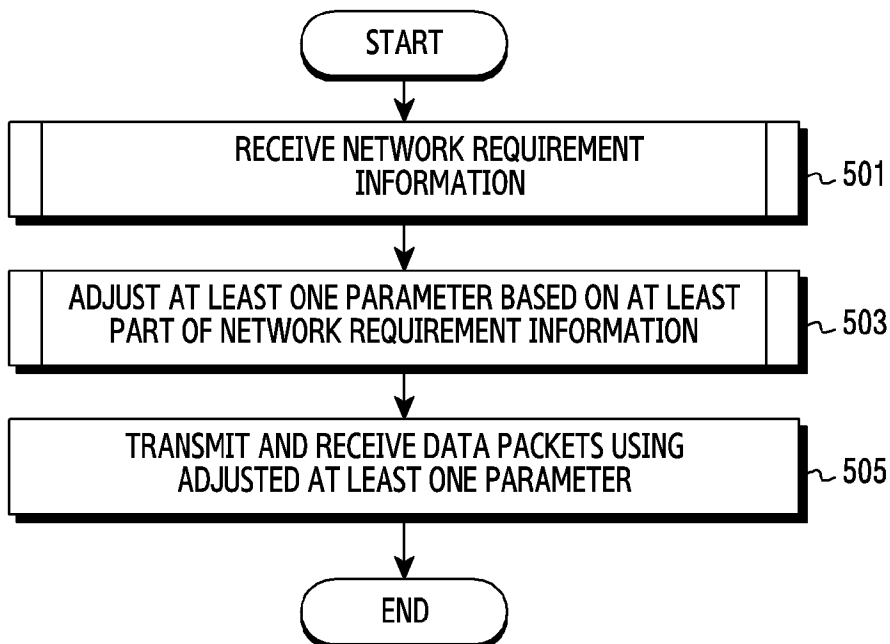 START
RECEIVE NETWORK REQUIREMENT
INFORMATION
501
ADJUST AT LEAST ONE PARAMETER BASED ON AT LEAST
PART OF NETWORK REQUIREMENT INFORMATION
503
TRANSMIT AND RECEIVE DATA PACKETS USING
ADJUSTED AT LEAST ONE PARAMETER
505
END